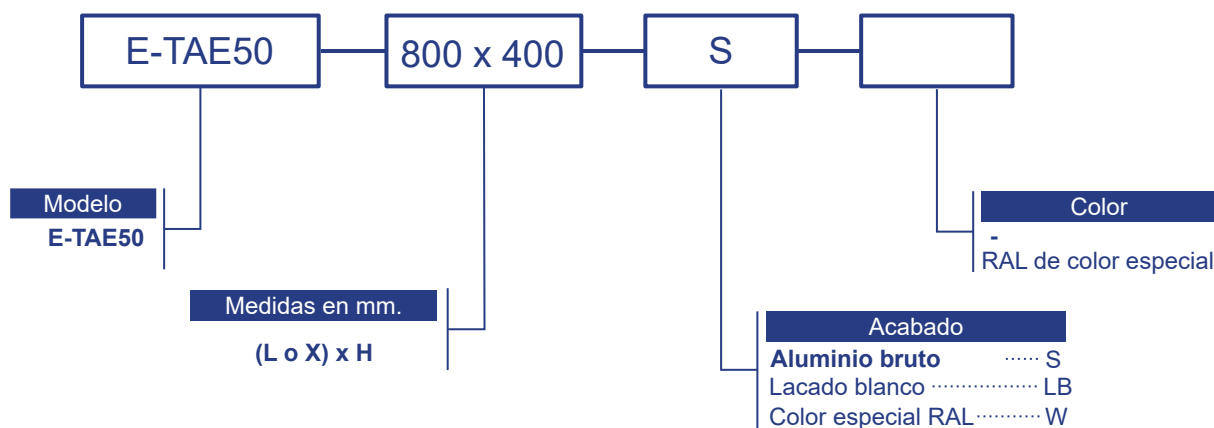 E-TAE50 800 x 400 S
Modelo
E-TAE50
Medidas en mm.
(L o X) x H
Acabado
Aluminio bruto ...... S
Lacado blanco .................. LB
Color especial RAL ........... W
Color
-
RAL de color especial